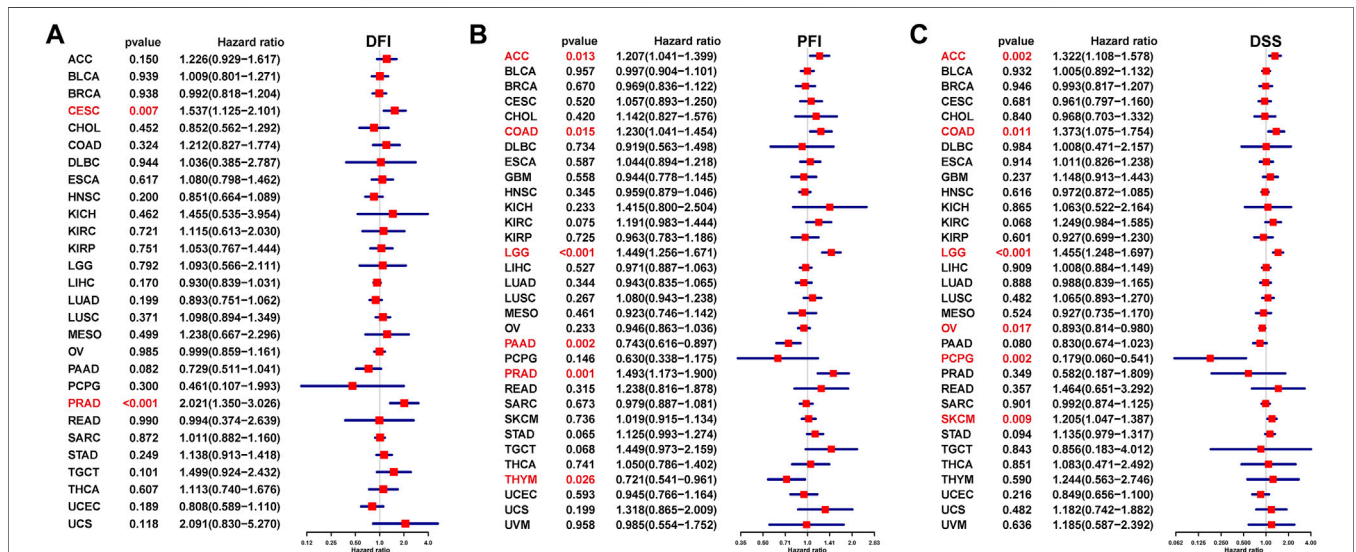 A
pvalue Hazard ratio DFI
ACC 0.150 1.226(0.929−1.617)
BLCA 0.939 1.009(0.801−1.271)
BRCA 0.938 0.992(0.818−1.204)
CESC 0.007 1.537(1.125−2.101)
CHOL 0.452 0.852(0.562−1.292)
COAD 0.324 1.212(0.827−1.774)
DLBC 0.944 1.036(0.385−2.787)
ESCA 0.617 1.080(0.798−1.462)
HNSC 0.200 0.851(0.664−1.089)
KICH 0.462 1.455(0.535−3.954)
KIRC 0.721 1.115(0.613−2.030)
KIRP 0.751 1.053(0.767−1.444)
LGG 0.792 1.093(0.566−2.111)
LIHC 0.170 0.930(0.839−1.031)
LUAD 0.199 0.893(0.751−1.062)
LUSC 0.371 1.098(0.894−1.349)
MESO 0.499 1.238(0.667−2.296)
OV 0.985 0.999(0.859−1.161)
PAAD 0.082 0.729(0.511−1.041)
PCPG 0.300 0.461(0.107−1.993)
PRAD <0.001 2.021(1.350−3.026)
READ 0.990 0.994(0.374−2.639)
SARC 0.872 1.011(0.882−1.160)
STAD 0.249 1.138(0.913−1.418)
TGCT 0.101 1.499(0.924−2.432)
THCA 0.607 1.113(0.740−1.676)
UCEC 0.189 0.808(0.589−1.110)
UCS 0.118 2.091(0.830−5.270)
0.12 0.25 0.50 1.0 2.0 4.0
Hazard ratio
B
pvalue Hazard ratio PFI
ACC 0.013 1.207(1.041−1.399)
BLCA 0.957 0.997(0.904−1.101)
BRCA 0.670 0.969(0.836−1.122)
CESC 0.520 1.057(0.893−1.250)
CHOL 0.420 1.142(0.827−1.576)
COAD 0.015 1.230(1.041−1.454)
DLBC 0.734 0.919(0.563−1.498)
ESCA 0.587 1.044(0.894−1.218)
GBM 0.558 0.944(0.778−1.145)
HNSC 0.345 0.959(0.879−1.046)
KICH 0.233 1.415(0.800−2.504)
KIRC 0.075 1.191(0.983−1.444)
KIRP 0.725 0.963(0.783−1.186)
LGG <0.001 1.449(1.256−1.671)
LIHC 0.527 0.971(0.887−1.063)
LUAD 0.344 0.943(0.835−1.065)
LUSC 0.267 1.080(0.943−1.238)
MESO 0.461 0.923(0.746−1.142)
OV 0.233 0.946(0.863−1.036)
PAAD 0.002 0.743(0.616−0.897)
PCPG 0.146 0.630(0.338−1.175)
PRAD 0.001 1.493(1.173−1.900)
READ 0.315 1.238(0.816−1.878)
SARC 0.673 0.979(0.887−1.081)
SKCM 0.736 1.019(0.915−1.134)
STAD 0.065 1.125(0.993−1.274)
TGCT 0.068 1.449(0.973−2.159)
THCA 0.741 1.050(0.786−1.402)
THYM 0.026 0.721(0.541−0.961)
UCEC 0.593 0.945(0.766−1.164)
UCS 0.199 1.318(0.865−2.009)
UVM 0.958 0.985(0.554−1.752)
0.35 0.50 0.71 1.0 1.41 2.0 2.83
Hazard ratio
C
pvalue Hazard ratio DSS
ACC 0.002 1.322(1.108−1.578)
BLCA 0.932 1.005(0.892−1.132)
BRCA 0.946 0.993(0.817−1.207)
CESC 0.681 0.961(0.797−1.160)
CHOL 0.840 0.968(0.703−1.332)
COAD 0.011 1.373(1.075−1.754)
DLBC 0.984 1.008(0.471−2.157)
ESCA 0.914 1.011(0.826−1.238)
GBM 0.237 1.148(0.913−1.443)
HNSC 0.616 0.972(0.872−1.085)
KICH 0.865 1.063(0.522−2.164)
KIRC 0.068 1.249(0.984−1.585)
KIRP 0.601 0.927(0.699−1.230)
LGG <0.001 1.455(1.248−1.697)
LIHC 0.909 1.008(0.884−1.149)
LUAD 0.888 0.988(0.839−1.165)
LUSC 0.482 1.065(0.893−1.270)
MESO 0.524 0.927(0.735−1.170)
OV 0.017 0.893(0.814−0.980)
PAAD 0.080 0.830(0.674−1.023)
PCPG 0.002 0.179(0.060−0.541)
PRAD 0.349 0.582(0.187−1.809)
READ 0.357 1.464(0.651−3.292)
SARC 0.901 0.992(0.874−1.125)
SKCM 0.009 1.205(1.047−1.387)
STAD 0.094 1.135(0.979−1.317)
TGCT 0.843 0.856(0.183−4.012)
THCA 0.851 1.083(0.471−2.492)
THYM 0.590 1.244(0.563−2.746)
UCEC 0.216 0.849(0.656−1.100)
UCS 0.482 1.182(0.742−1.882)
UVM 0.636 1.185(0.587−2.392)
0.062 0.125 0.250 0.500 1.00 2.00 4.00
Hazard ratio